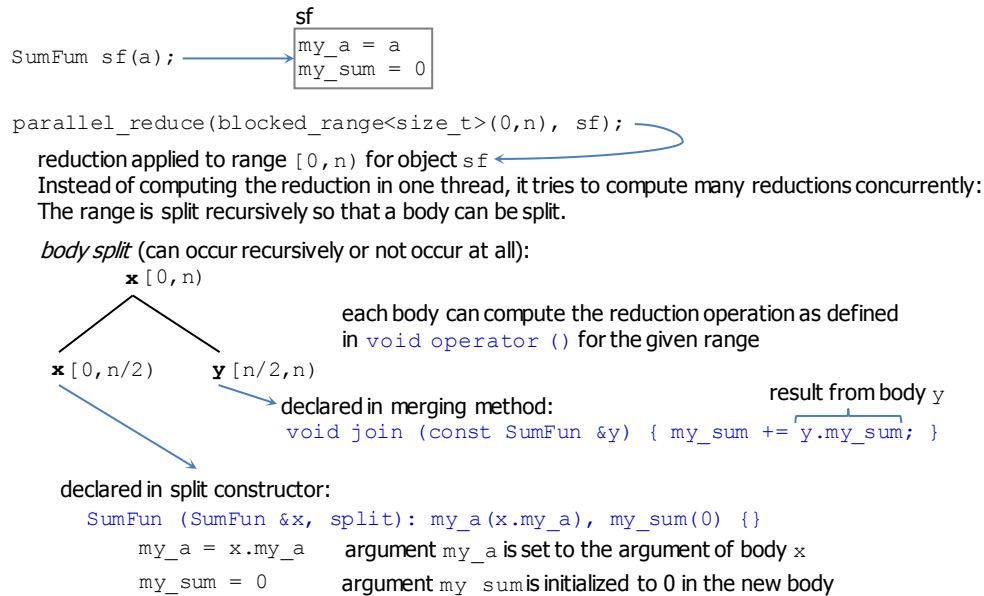 sf
SumFum sf(a);
my_a = a
my_sum = 0
parallel_reduce(blocked_range<size_t>(0,n), sf);
reduction applied to range [0,n) for object sf
Instead of computing the reduction in one thread, it tries to compute many reductions concurrently:
The range is split recursively so that a body can be split.
body split (can occur recursively or not occur at all):
x[0,n)
each body can compute the reduction operation as defined
in void operator () for the given range
x[0,n/2)
y[n/2,n)
result from body y
declared in merging method:
void join (const SumFun &y) { my_sum += y.my_sum; }
declared in split constructor:
SumFun (SumFun &x, split): my_a(x.my_a), my_sum(0) {}
my_a = x.my_a argument my_a is set to the argument of body x
my_sum = 0 argument my sum is initialized to 0 in the new body